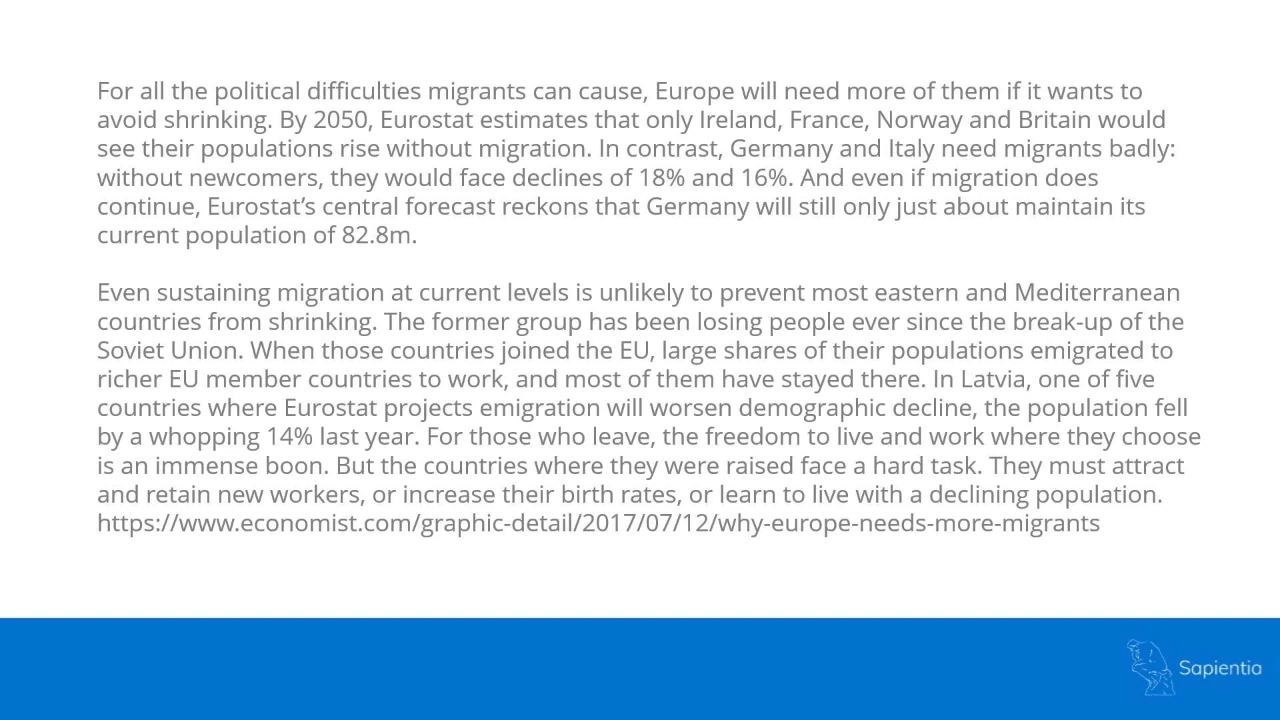 For all the political difficulties migrants can cause, Europe will need more of them if it wants to
avoid shrinking. By 2050, Eurostat estimates that only Ireland, France, Norway and Britain would
see their populations rise without migration. In contrast, Germany and Italy need migrants badly:
without newcomers, they would face declines of 18% and 16%. And even if migration does
continue, Eurostat’s central forecast reckons that Germany will still only just about maintain its
current population of 82.8m.
Even sustaining migration at current levels is unlikely to prevent most eastern and Mediterranean
countries from shrinking. The former group has been losing people ever since the break-up of the
Soviet Union. When those countries joined the EU, large shares of their populations emigrated to
richer EU member countries to work, and most of them have stayed there. In Latvia, one of five
countries where Eurostat projects emigration will worsen demographic decline, the population fell
by a whopping 14% last year. For those who leave, the freedom to live and work where they choose
is an immense boon. But the countries where they were raised face a hard task. They must attract
and retain new workers, or increase their birth rates, or learn to live with a declining population.
https://www.economist.com/graphic-detail/2017/07/12/why-europe-needs-more-migrants
Sapientia